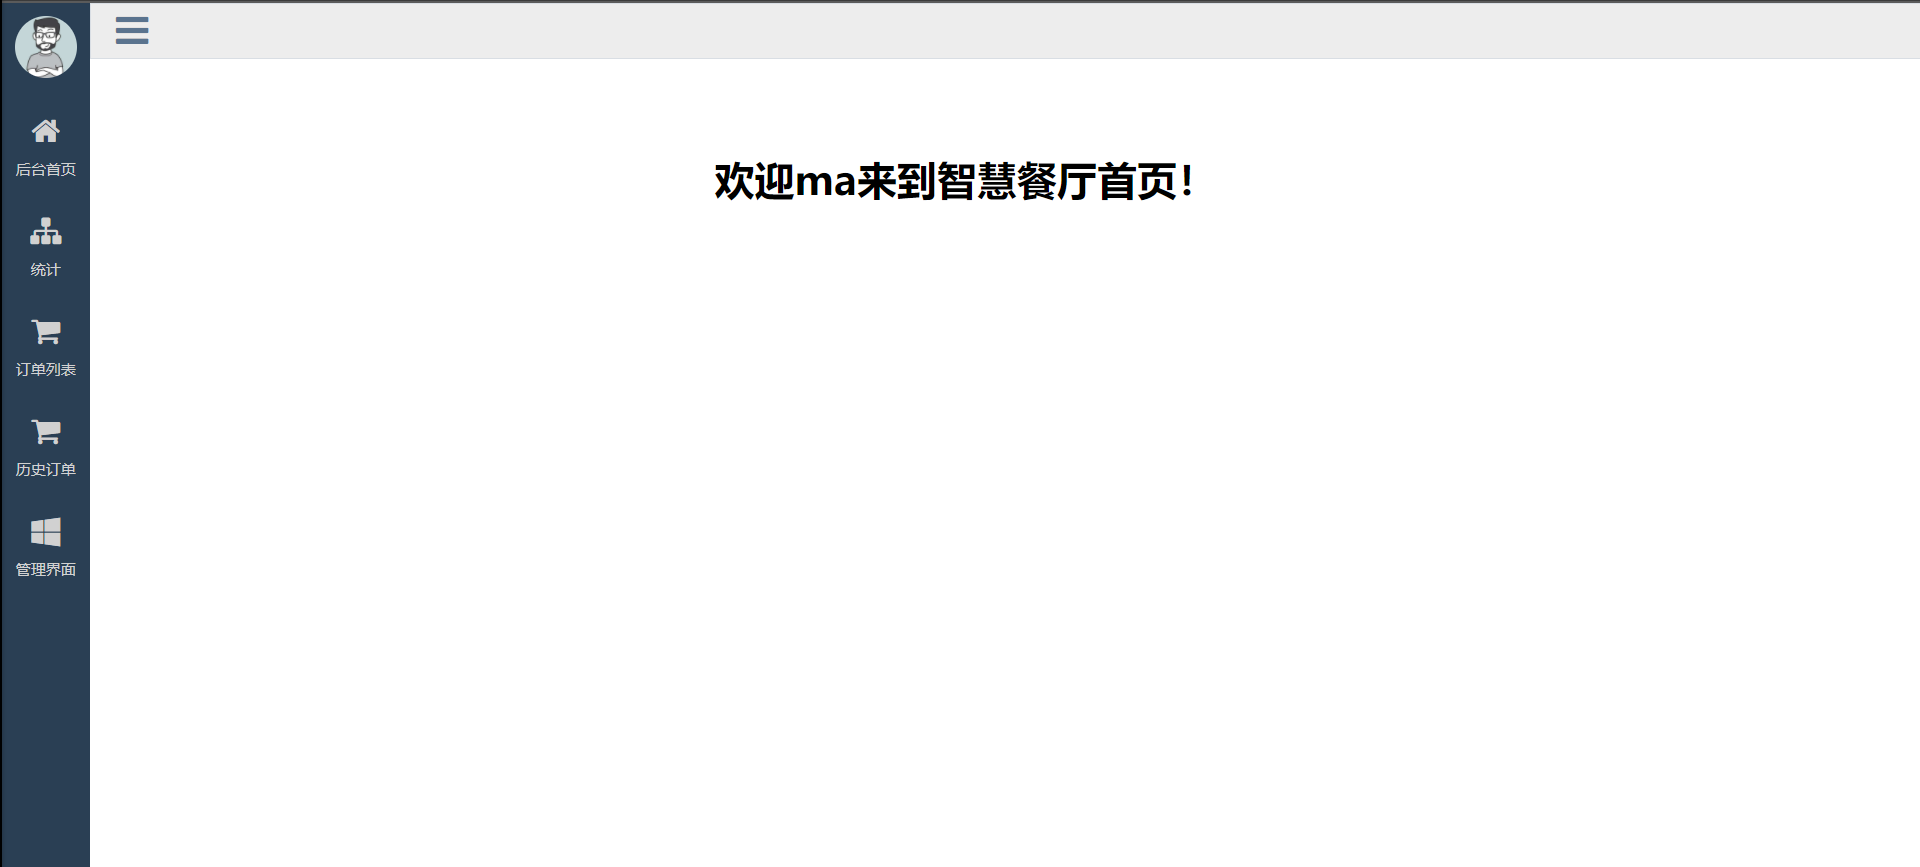 后台首页
统计
订单列表
历史订单
管理界面
欢迎ma来到智慧餐厅首页！